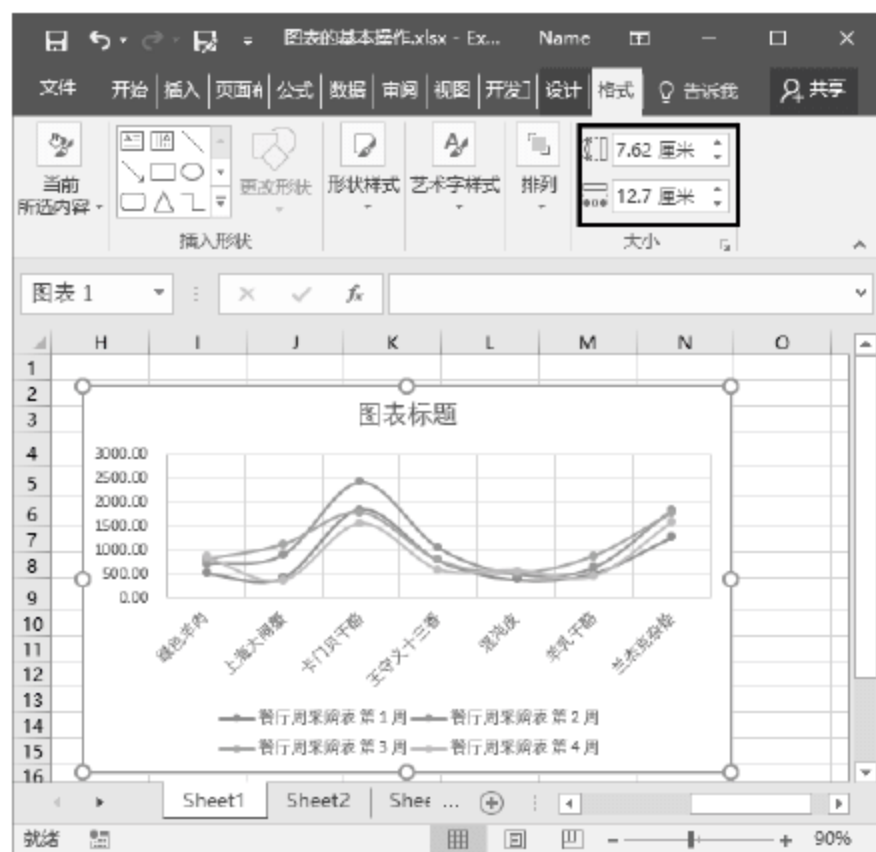 图表的基本操作.xlsx - Ex... Name
文件 开始 插入 页面布 公式 数据 审阅 视图 开发工 设计 格式 告诉我 共享
当前
所选内容
更改形状 形状样式 艺术字样式 排列
7.62 厘米
12.7 厘米
插入形状 大小
图表 1 fx
H I J K L M N O
1
2
3
4
5
6
7
8
9
10
11
12
13
14
15
16
图表标题
3000.00
2500.00
2000.00
1500.00
1000.00
500.00
0.00
绿色羊肉 上海大闸蟹 卡门贝干酪 王守义十三香 混沌皮 羊乳干酪 兰杰克杂烩
餐厅周采购表 第 1 周 餐厅周采购表 第 2 周
餐厅周采购表 第 3 周 餐厅周采购表 第 4 周
Sheet1 Sheet2 Shee ...
就绪 90%